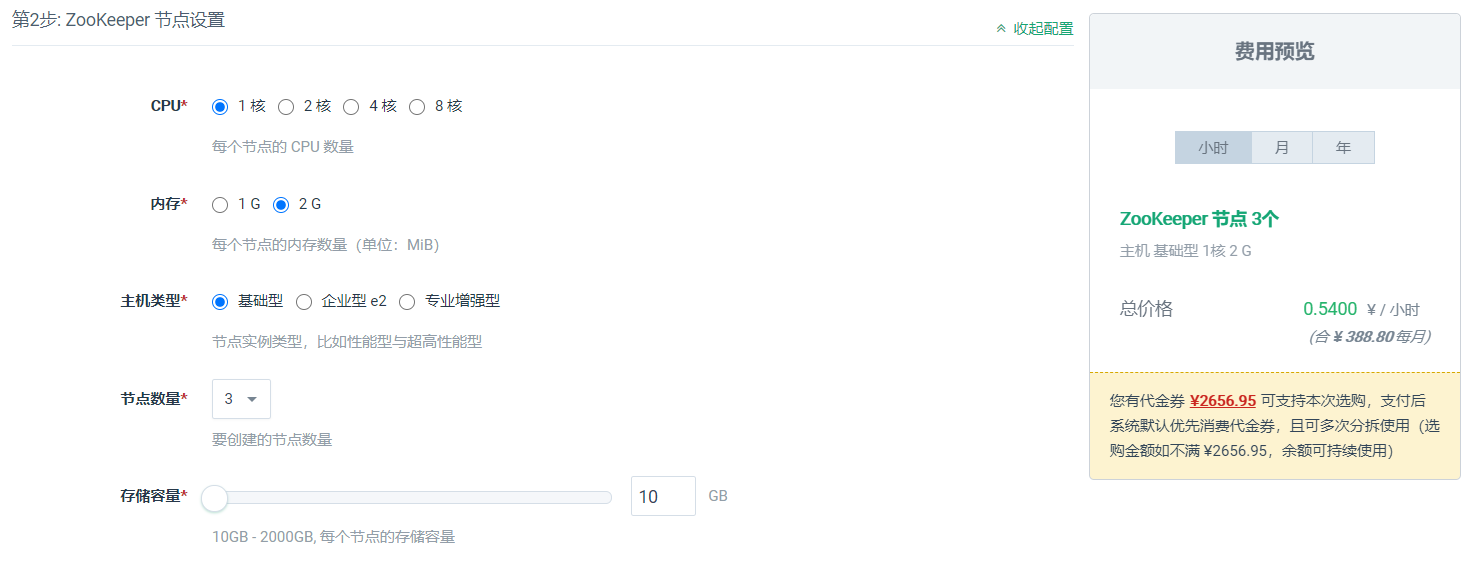 第2步: ZooKeeper 节点设置
收起配置
CPU*
1 核
2 核
4 核
8 核
每个节点的 CPU 数量
内存*
1 G
2 G
每个节点的内存数量（单位：MiB）
主机类型*
基础型
企业型 e2
专业增强型
节点实例类型，比如性能型与超高性能型
节点数量*
3
要创建的节点数量
存储容量*
10
GB
10GB - 2000GB, 每个节点的存储容量
费用预览
小时
月
年
ZooKeeper 节点 3个
主机 基础型 1核 2 G
总价格
0.5400 ¥ / 小时
(合 ¥ 388.80 每月)
您有代金券 ¥2656.95 可支持本次选购，支付后
系统默认优先消费代金券，且可多次分拆使用（选
购金额如不满 ¥2656.95，余额可持续使用）